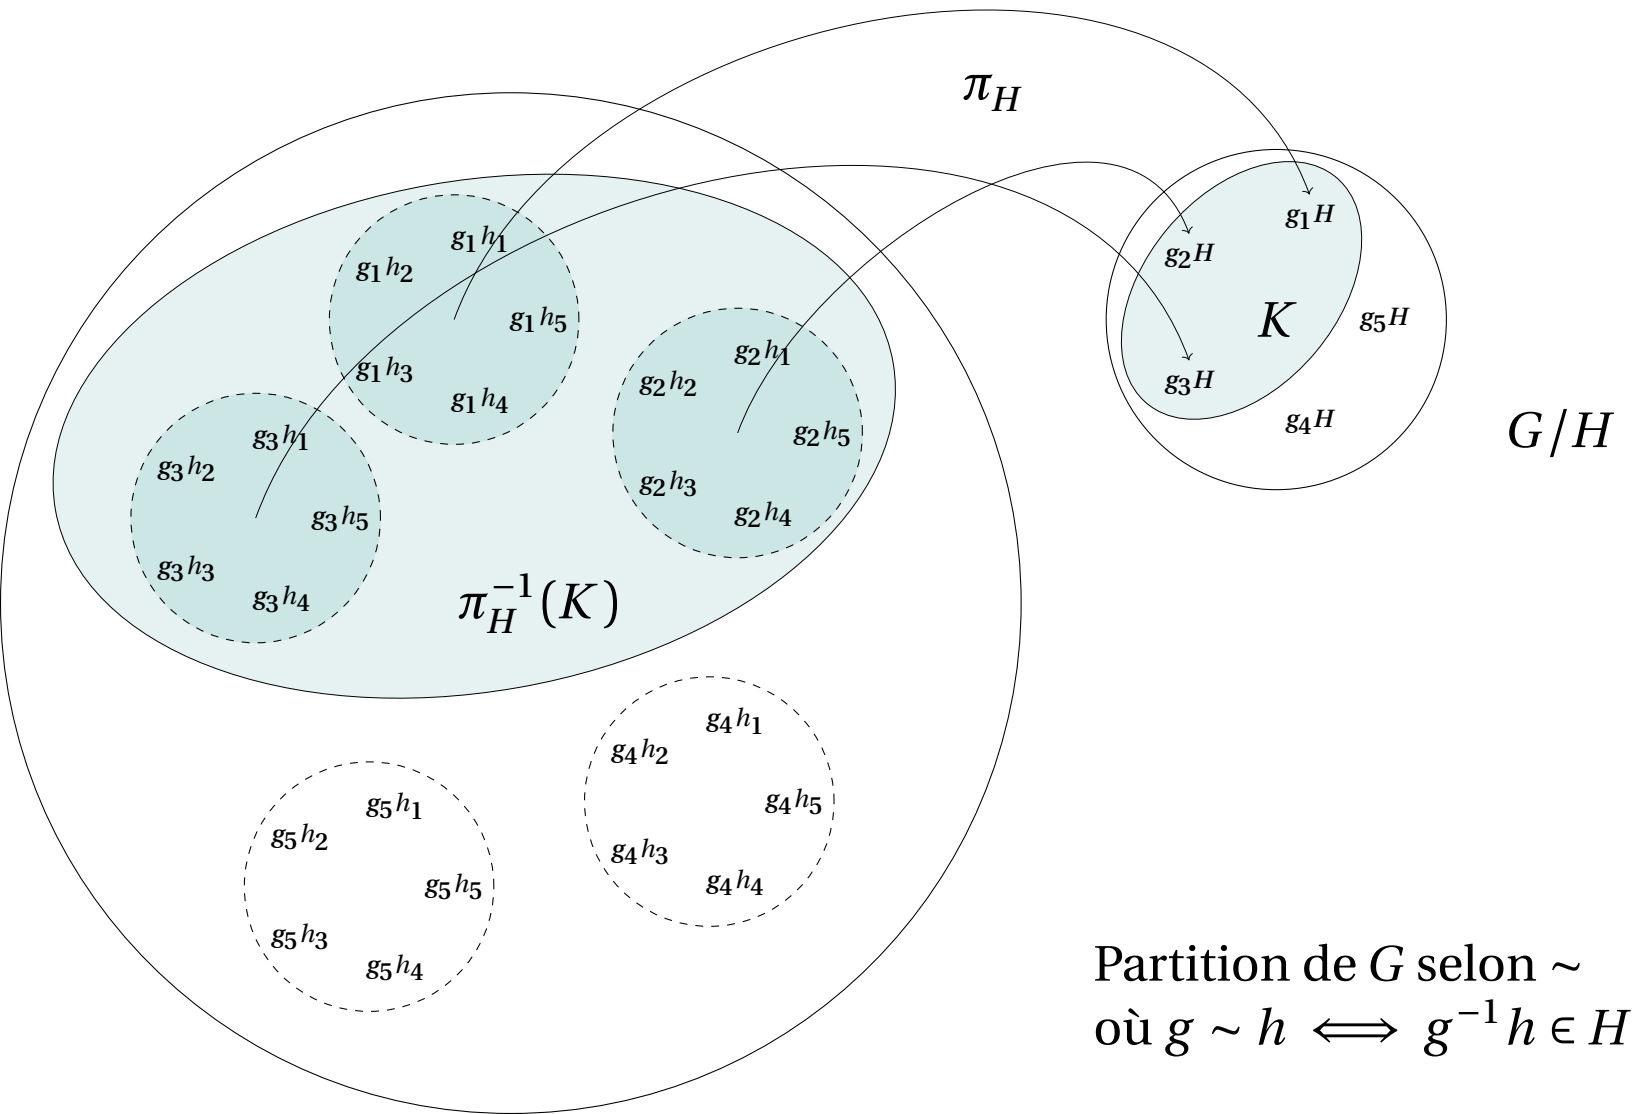 π_H
g₁H
g₂H
K
g₅H
g₃H
g₄H
G/H
g₁h₁
g₁h₂
g₁h₅
g₁h₃
g₁h₄
g₂h₁
g₂h₂
g₂h₅
g₂h₃
g₂h₄
g₃h₁
g₃h₂
g₃h₅
g₃h₃
g₃h₄
π_H^{-1}(K)
g₄h₁
g₄h₂
g₄h₅
g₄h₃
g₄h₄
g₅h₁
g₅h₂
g₅h₅
g₅h₃
g₅h₄
Partition de G selon ~
où g ~ h ⟺ g⁻¹h ∈ H